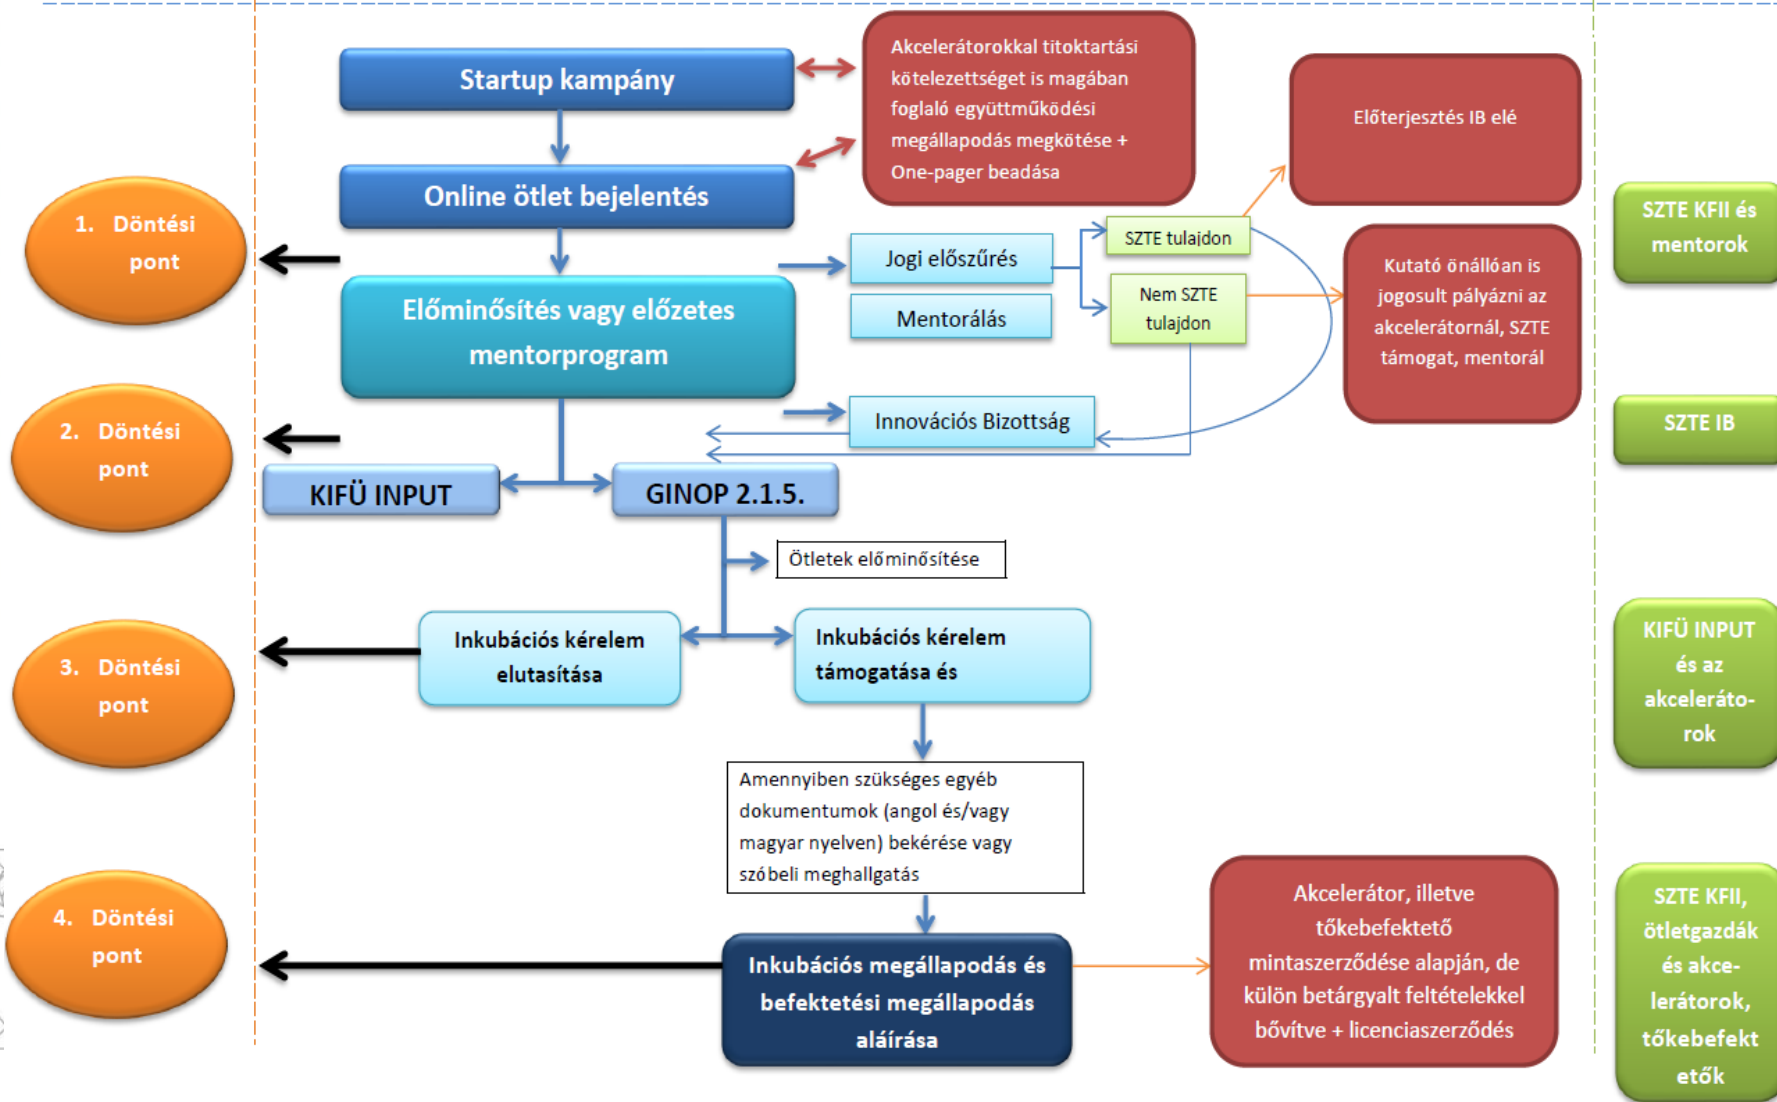 Startup kampány
Akcelerátorokkal titoktartási
kötelezettséget is magában
foglaló együttműködési
megállapodás megkötése +
One-pager beadása
Előterjesztés IB elé
Online ötlet bejelentés
1. Döntési
pont
SZTE KFII és
mentorok
Jogi előszűrés
SZTE tulajdon
Mentorálás
Nem SZTE
tulajdon
Kutató önállóan is
jogosult pályázni az
akcelerátornál, SZTE
támogat, mentorál
Előminősítés vagy előzetes
mentorprogram
2. Döntési
pont
Innovációs Bizottság
SZTE IB
KIFÜ INPUT
GINOP 2.1.5.
Ötletek előminősítése
3. Döntési
pont
Inkubációs kérelem
elutasítása
Inkubációs kérelem
támogatása és
KIFÜ INPUT
és az
akceleráto-
rok
Amennyiben szükséges egyéb
dokumentumok (angol és/vagy
magyar nyelven) bekérése vagy
szóbeli meghallgatás
4. Döntési
pont
Inkubációs megállapodás és
befektetési megállapodás
aláírása
Akcelerátor, illetve
tőkebefektető
mintaszerződése alapján, de
külön betárgyalt feltételekkel
bővítve + licenciaszerződés
SZTE KFII,
ötletgazdák
és akce-
lerátorok,
tőkebefekt
etők